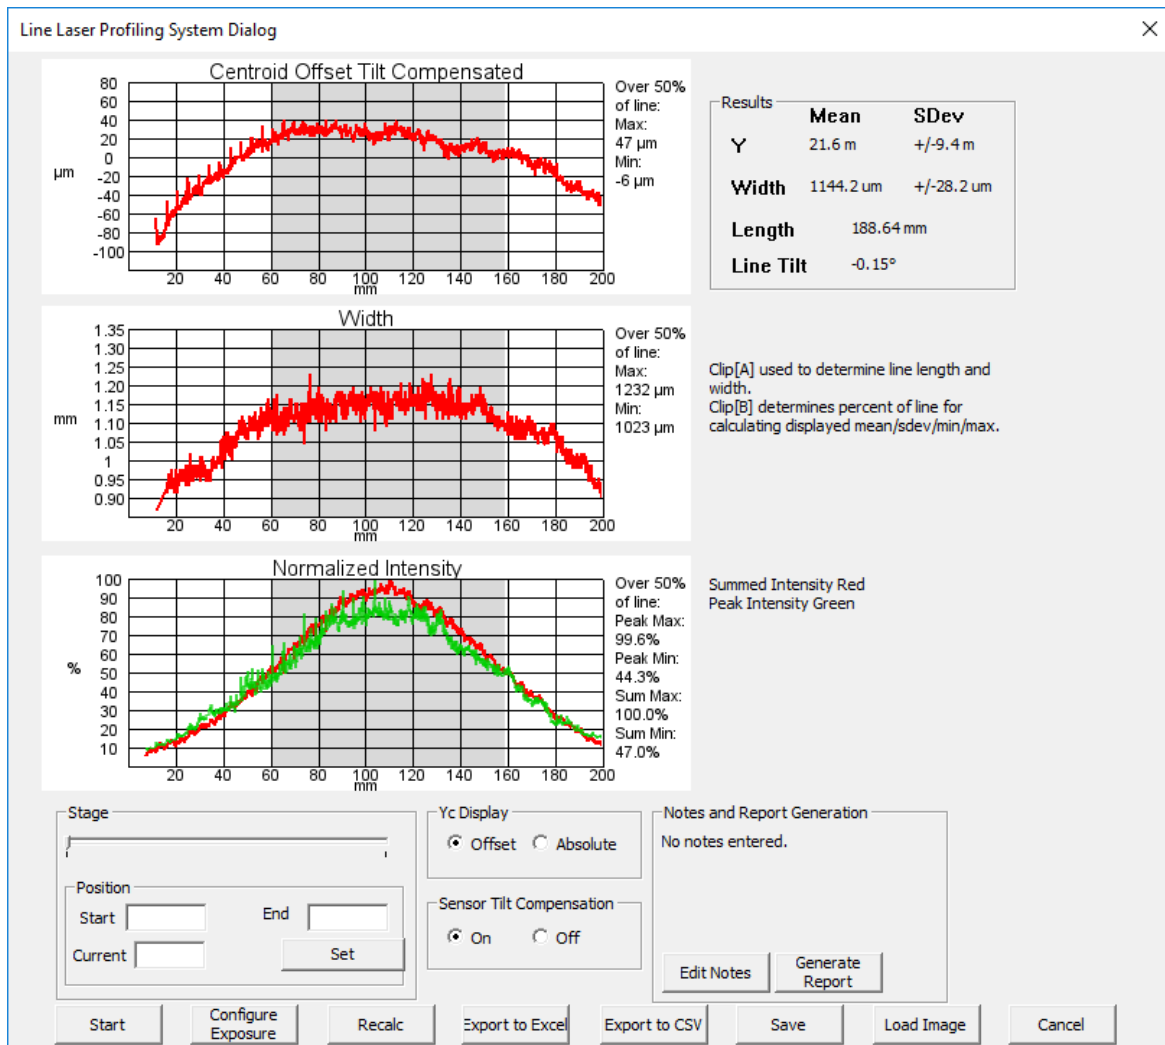 Line Laser Profiling System Dialog
Centroid Offset Tilt Compensated
80
60
40
20
0
-20
-40
-60
-80
-100
µm
20 40 60 80 100 120 140 160 180 200
mm
Over 50%
of line:
Max:
47 µm
Min:
-6 µm
Results
Mean SDev
Y 21.6 m +/-9.4 m
Width 1144.2 um +/-28.2 um
Length 188.64 mm
Line Tilt -0.15°
Width
1.35
1.30
1.25
1.20
1.15
1.10
1.05
1
0.95
0.90
mm
20 40 60 80 100 120 140 160 180 200
mm
Over 50%
of line:
Max:
1232 µm
Min:
1023 µm
Clip[A] used to determine line length and
width.
Clip[B] determines percent of line for
calculating displayed mean/sdev/min/max.
Normalized Intensity
100
90
80
70
60
50
40
30
20
10
%
20 40 60 80 100 120 140 160 180 200
mm
Over 50%
of line:
Peak Max:
99.6%
Peak Min:
44.3%
Sum Max:
100.0%
Sum Min:
47.0%
Summed Intensity Red
Peak Intensity Green
Stage
Position
Start End
Current Set
Yc Display
Offset Absolute
Sensor Tilt Compensation
On Off
Notes and Report Generation
No notes entered.
Edit Notes
Generate
Report
Start
Configure
Exposure
Recalc
Export to Excel
Export to CSV
Save
Load Image
Cancel